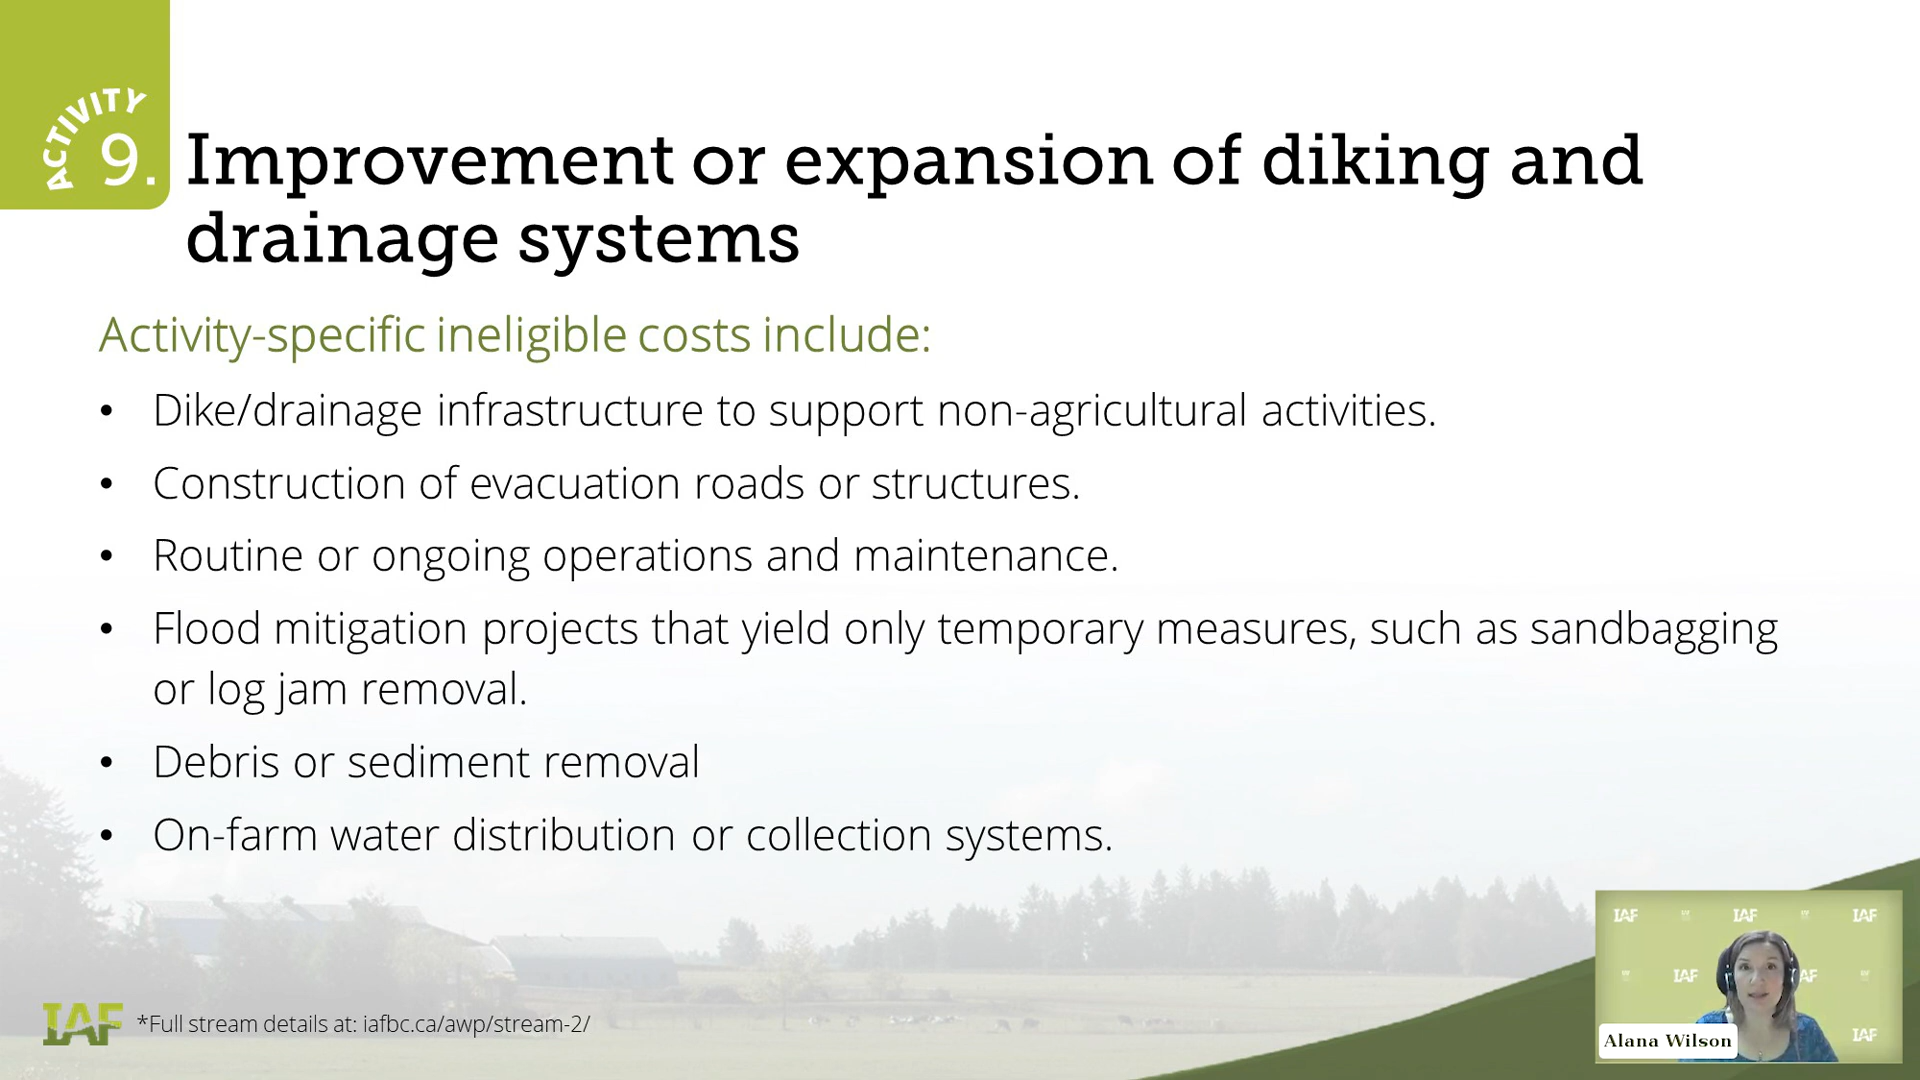 ACTIVITY
9.
Improvement or expansion of diking and
drainage systems
Activity-specific ineligible costs include:
• Dike/drainage infrastructure to support non-agricultural activities.
• Construction of evacuation roads or structures.
• Routine or ongoing operations and maintenance.
• Flood mitigation projects that yield only temporary measures, such as sandbagging
or log jam removal.
• Debris or sediment removal
• On-farm water distribution or collection systems.
IAF
*Full stream details at: iafbc.ca/awp/stream-2/
IAF IAF IAF
IAF AF
IAF
Alana Wilson